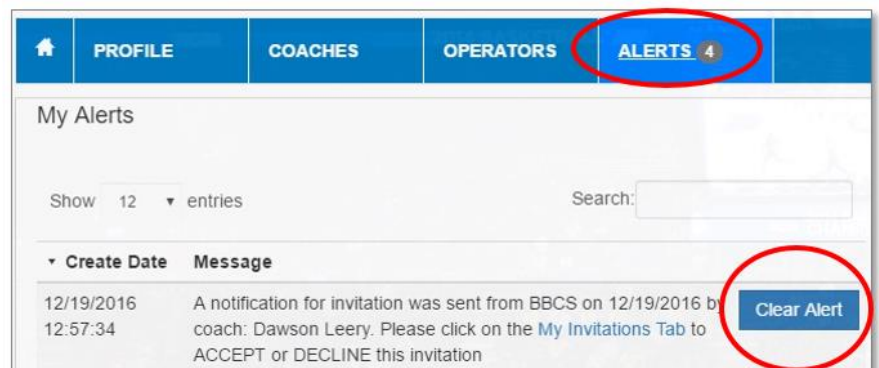 PROFILE COACHES OPERATORS ALERTS 4
My Alerts
Show 12 entries Search:
Create Date Message
12/19/2016 A notification for invitation was sent from BBCS on 12/19/2016 by Clear Alert
12:57:34 coach: Dawson Leery. Please click on the My Invitations Tab to
ACCEPT or DECLINE this invitation